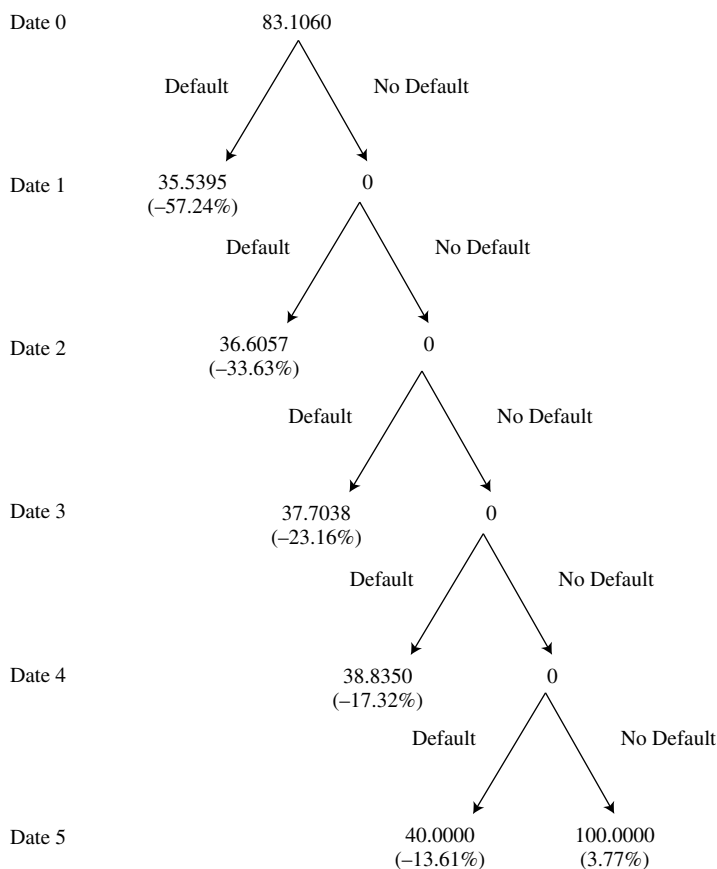 Date 0
83.1060
Default
No Default
Date 1
35.5395
0
(–57.24%)
Default
No Default
Date 2
36.6057
0
(–33.63%)
Default
No Default
Date 3
37.7038
0
(–23.16%)
Default
No Default
Date 4
38.8350
0
(–17.32%)
Default
No Default
Date 5
40.0000
100.0000
(–13.61%)
(3.77%)